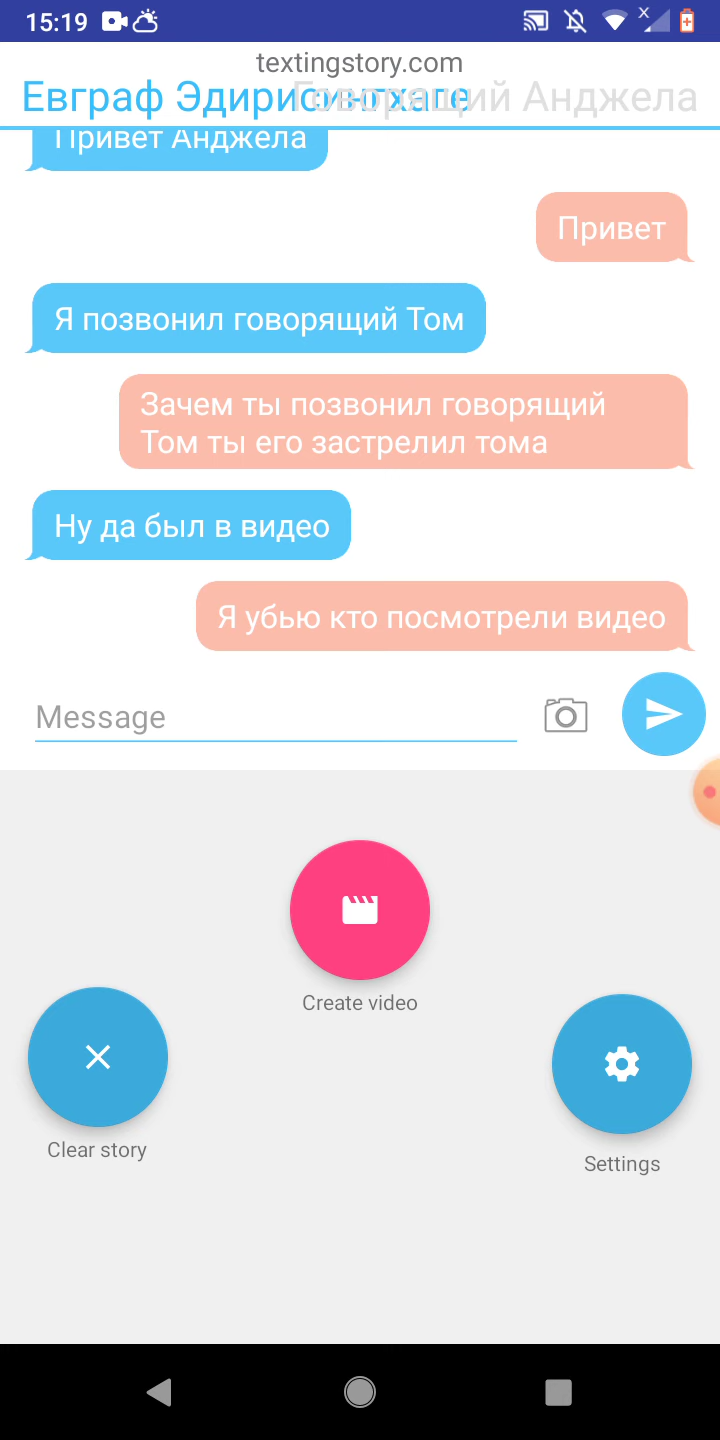 15:19
textingstory.com
Евграф
Говорящий Анджела
Привет Анджела
Привет
Я позвонил говорящий Том
Зачем ты позвонил говорящий
Том ты его застрелил тома
Ну да был в видео
Я убью кто посмотрели видео
Message
Create video
Clear story
Settings